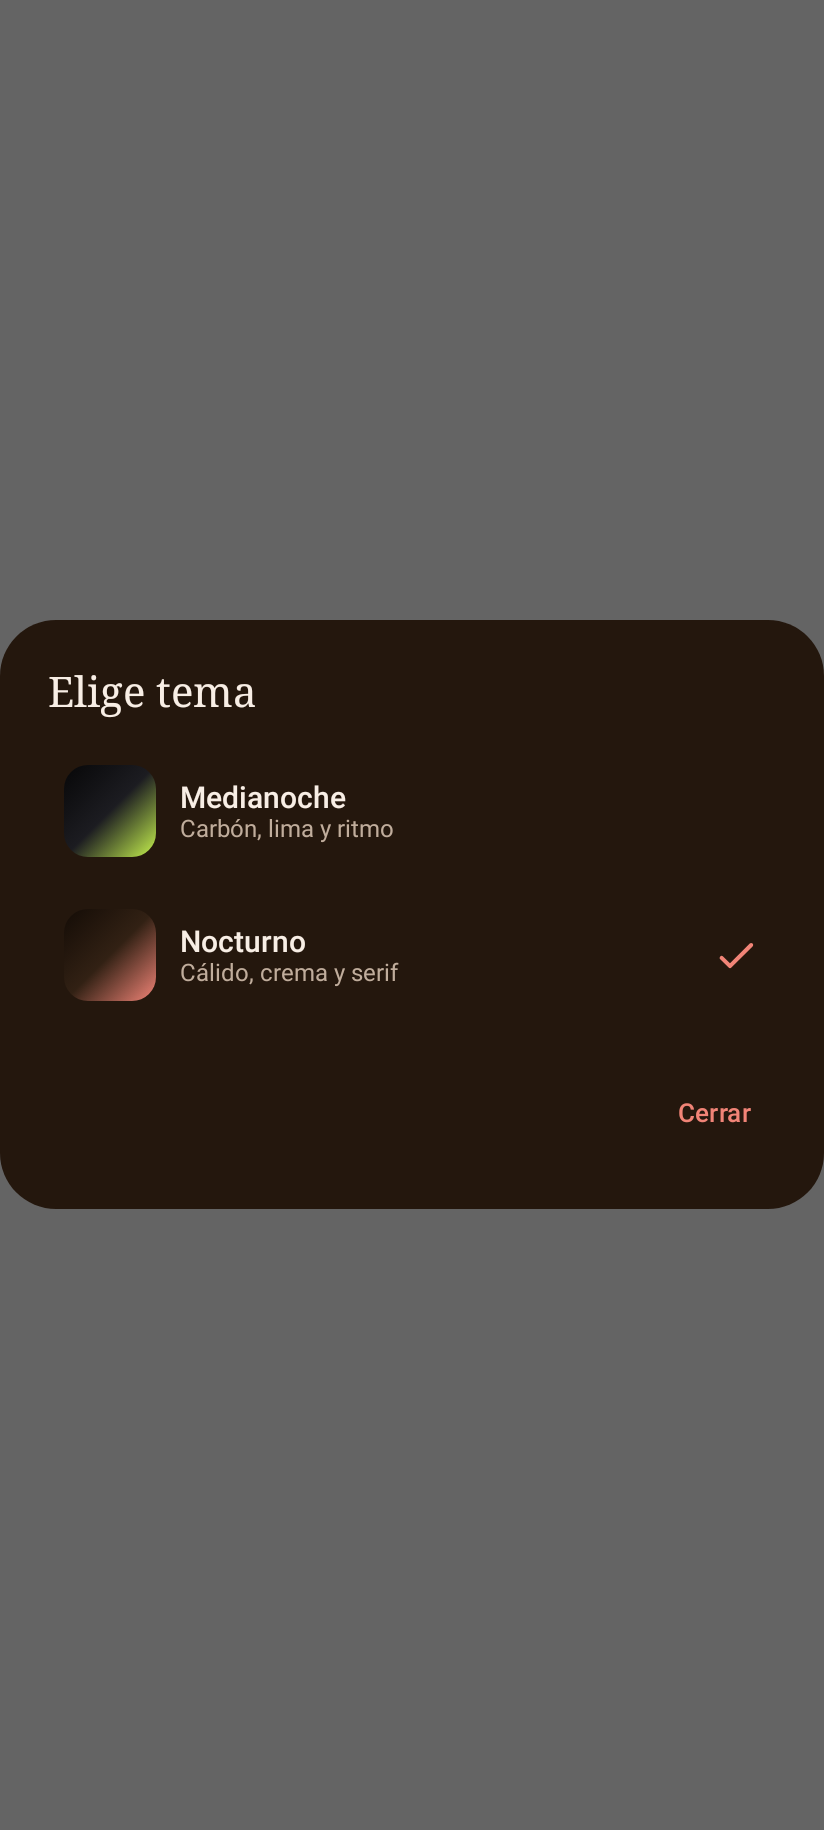 Elige tema
Medianoche
Carbón, lima y ritmo
Nocturno
Cálido, crema y serif
Cerrar